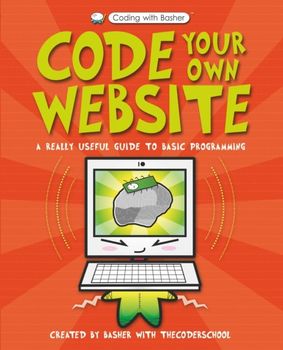 Coding with Basher
CODE YOUR
OWN
WEBSITE
A REALLY USEFUL GUIDE TO BASIC PROGRAMMING
CREATED BY BASHER WITH THECODERSCHOOL